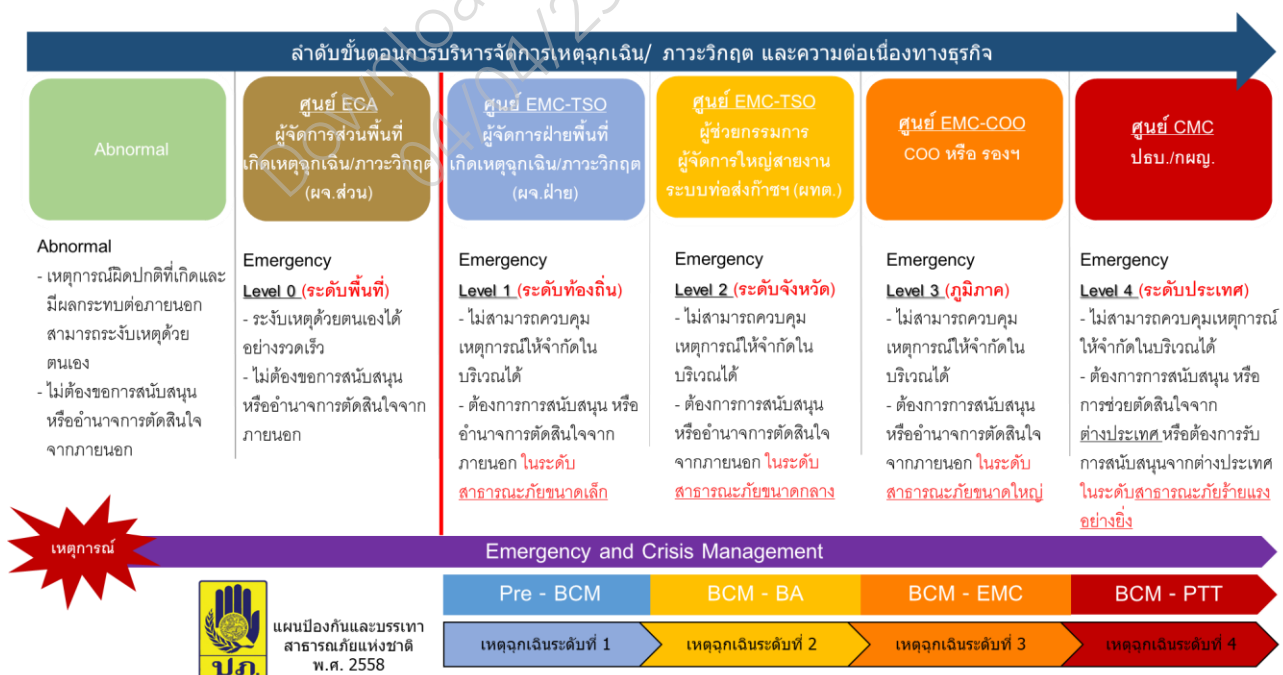 ลำดับขั้นตอนการบริหารจัดการเหตุฉุกเฉิน/ ภาวะวิกฤต และความต่อเนื่องทางธุรกิจ
Abnormal
ศูนย์ ECA
ผู้จัดการส่วนพื้นที่
เกิดเหตุฉุกเฉิน/ภาวะวิกฤต
(ผจ.ส่วน)
ศูนย์ EMC-TSO
ผู้จัดการฝ่ายพื้นที่
เกิดเหตุฉุกเฉิน/ภาวะวิกฤต
(ผจ.ฝ่าย)
ศูนย์ EMC-TSO
ผู้ช่วยกรรมการ
ผู้จัดการใหญ่สายงาน
ระบบท่อส่งก๊าซฯ (ผทต.)
ศูนย์ EMC-COO
COO หรือ รองฯ
ศูนย์ CMC
ปธบ./กผญ.
Abnormal
- เหตุการณ์ผิดปกติที่เกิดและ
มีผลกระทบต่อภายนอก
สามารถระงับเหตุด้วย
ตนเอง
- ไม่ต้องขอการสนับสนุน
หรืออำนาจการตัดสินใจ
จากภายนอก
Emergency
Level 0 (ระดับพื้นที่)
- ระงับเหตุด้วยตนเองได้
อย่างรวดเร็ว
- ไม่ต้องขอการสนับสนุน
หรืออำนาจการตัดสินใจจาก
ภายนอก
Emergency
Level 1 (ระดับท้องถิ่น)
- ไม่สามารถควบคุม
เหตุการณ์ให้จำกัดใน
บริเวณได้
- ต้องการการสนับสนุน หรือ
อำนาจการตัดสินใจจาก
ภายนอก ในระดับ
สาธารณะภัยขนาดเล็ก
Emergency
Level 2 (ระดับจังหวัด)
- ไม่สามารถควบคุม
เหตุการณ์ให้จำกัดใน
บริเวณได้
- ต้องการการสนับสนุน
หรืออำนาจการตัดสินใจ
จากภายนอก ในระดับ
สาธารณะภัยขนาดกลาง
Emergency
Level 3 (ภูมิภาค)
- ไม่สามารถควบคุม
เหตุการณ์ให้จำกัดใน
บริเวณได้
- ต้องการการสนับสนุน
หรืออำนาจการตัดสินใจ
จากภายนอก ในระดับ
สาธารณะภัยขนาดใหญ่
Emergency
Level 4 (ระดับประเทศ)
- ไม่สามารถควบคุมเหตุการณ์
ให้จำกัดในบริเวณได้
- ต้องการการสนับสนุน หรือ
การช่วยตัดสินใจจาก
ต่างประเทศ หรือต้องการรับ
การสนับสนุนจากต่างประเทศ
ในระดับสาธารณะภัยร้ายแรง
อย่างยิ่ง
เหตุการณ์
Emergency and Crisis Management
Pre - BCM
BCM - BA
BCM - EMC
BCM - PTT
ปภ.
แผนป้องกันและบรรเทา
สาธารณภัยแห่งชาติ
พ.ศ. 2558
เหตุฉุกเฉินระดับที่ 1
เหตุฉุกเฉินระดับที่ 2
เหตุฉุกเฉินระดับที่ 3
เหตุฉุกเฉินระดับที่ 4